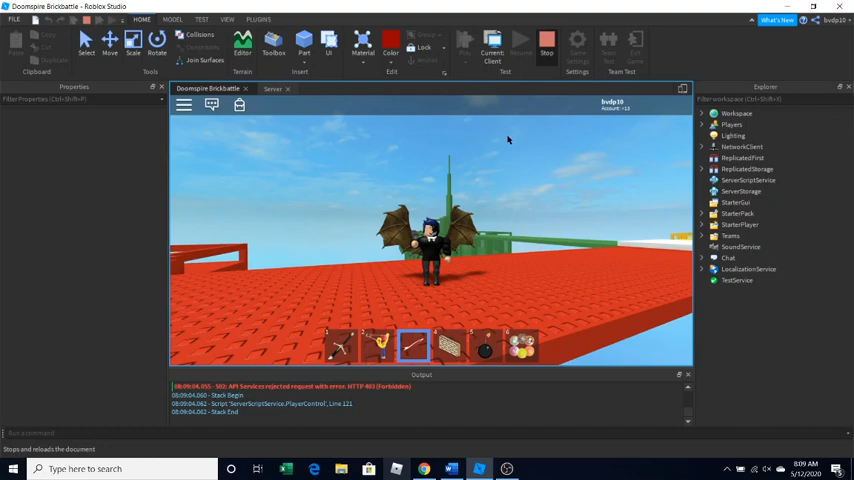 Doomspire Brickbattle - Roblox Studio
FILE HOME MODEL TEST VIEW PLUGINS What's New bvdp10
Paste Copy Cut Duplicate Select Move Scale Rotate Collisions Constraints Join Surfaces Editor Toolbox Part UI Material Color Group Lock Anchor Play Current: Client Resume Stop Game Settings Team Test Exit Game
Clipboard Tools Terrain Insert Edit Test Settings Team Test
Properties
Filter Properties (Ctrl+Shift+P)
Doomspire Brickbattle
Server
bvdp10
Account: <13
1 2 3 4 5 6
Explorer
Filter workspace (Ctrl+Shift+X)
Workspace
Players
Lighting
NetworkClient
ReplicatedFirst
ReplicatedStorage
ServerScriptService
ServerStorage
StarterGui
StarterPack
StarterPlayer
Teams
SoundService
Chat
LocalizationService
TestService
Output
08:09:04.055 - 502: API Services rejected request with error. HTTP 403 (Forbidden)
08:09:04.060 - Stack Begin
08:09:04.062 - Script 'ServerScriptService.PlayerControl', Line 121
08:09:04.062 - Stack End
Run a command
Stops and reloads the document
Type here to search
8:09 AM
5/12/2020